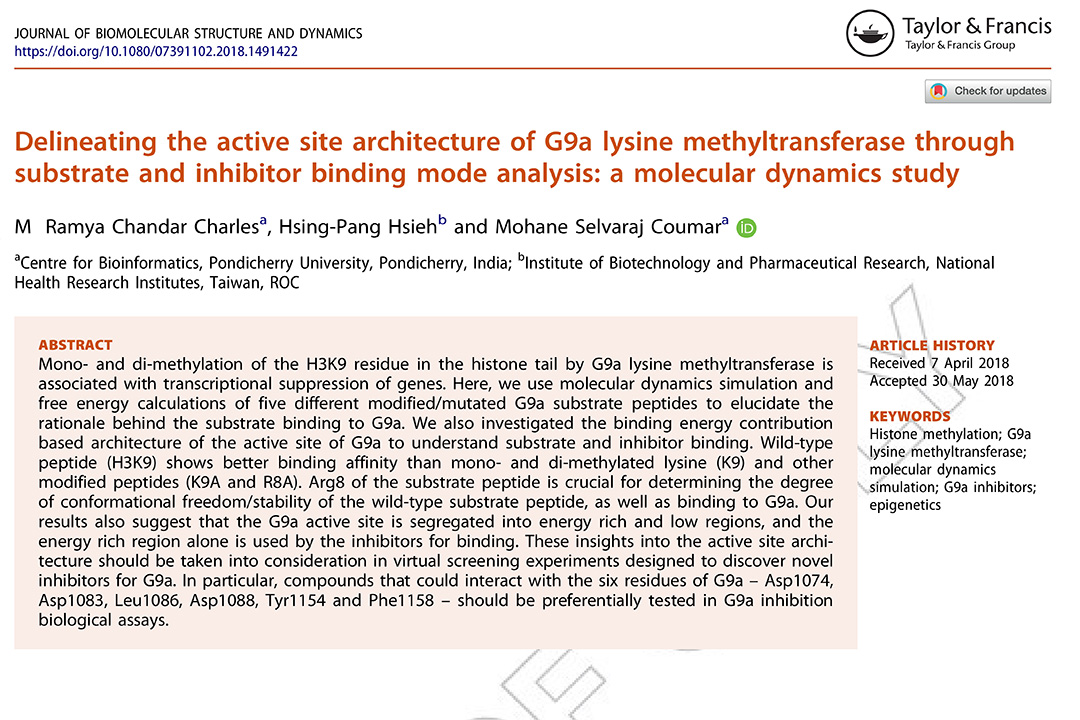 JOURNAL OF BIOMOLECULAR STRUCTURE AND DYNAMICS
https://doi.org/10.1080/07391102.2018.1491422
Taylor & Francis
Taylor & Francis Group
Check for updates
Delineating the active site architecture of G9a lysine methyltransferase through
substrate and inhibitor binding mode analysis: a molecular dynamics study
M Ramya Chandar Charlesa, Hsing-Pang Hsiehb and Mohane Selvaraj Coumara iD
aCentre for Bioinformatics, Pondicherry University, Pondicherry, India; bInstitute of Biotechnology and Pharmaceutical Research, National
Health Research Institutes, Taiwan, ROC
ABSTRACT
Mono- and di-methylation of the H3K9 residue in the histone tail by G9a lysine methyltransferase is
associated with transcriptional suppression of genes. Here, we use molecular dynamics simulation and
free energy calculations of five different modified/mutated G9a substrate peptides to elucidate the
rationale behind the substrate binding to G9a. We also investigated the binding energy contribution
based architecture of the active site of G9a to understand substrate and inhibitor binding. Wild-type
peptide (H3K9) shows better binding affinity than mono- and di-methylated lysine (K9) and other
modified peptides (K9A and R8A). Arg8 of the substrate peptide is crucial for determining the degree
of conformational freedom/stability of the wild-type substrate peptide, as well as binding to G9a. Our
results also suggest that the G9a active site is segregated into energy rich and low regions, and the
energy rich region alone is used by the inhibitors for binding. These insights into the active site archi-
tecture should be taken into consideration in virtual screening experiments designed to discover novel
inhibitors for G9a. In particular, compounds that could interact with the six residues of G9a – Asp1074,
Asp1083, Leu1086, Asp1088, Tyr1154 and Phe1158 – should be preferentially tested in G9a inhibition
biological assays.
ARTICLE HISTORY
Received 7 April 2018
Accepted 30 May 2018
KEYWORDS
Histone methylation; G9a
lysine methyltransferase;
molecular dynamics
simulation; G9a inhibitors;
epigenetics